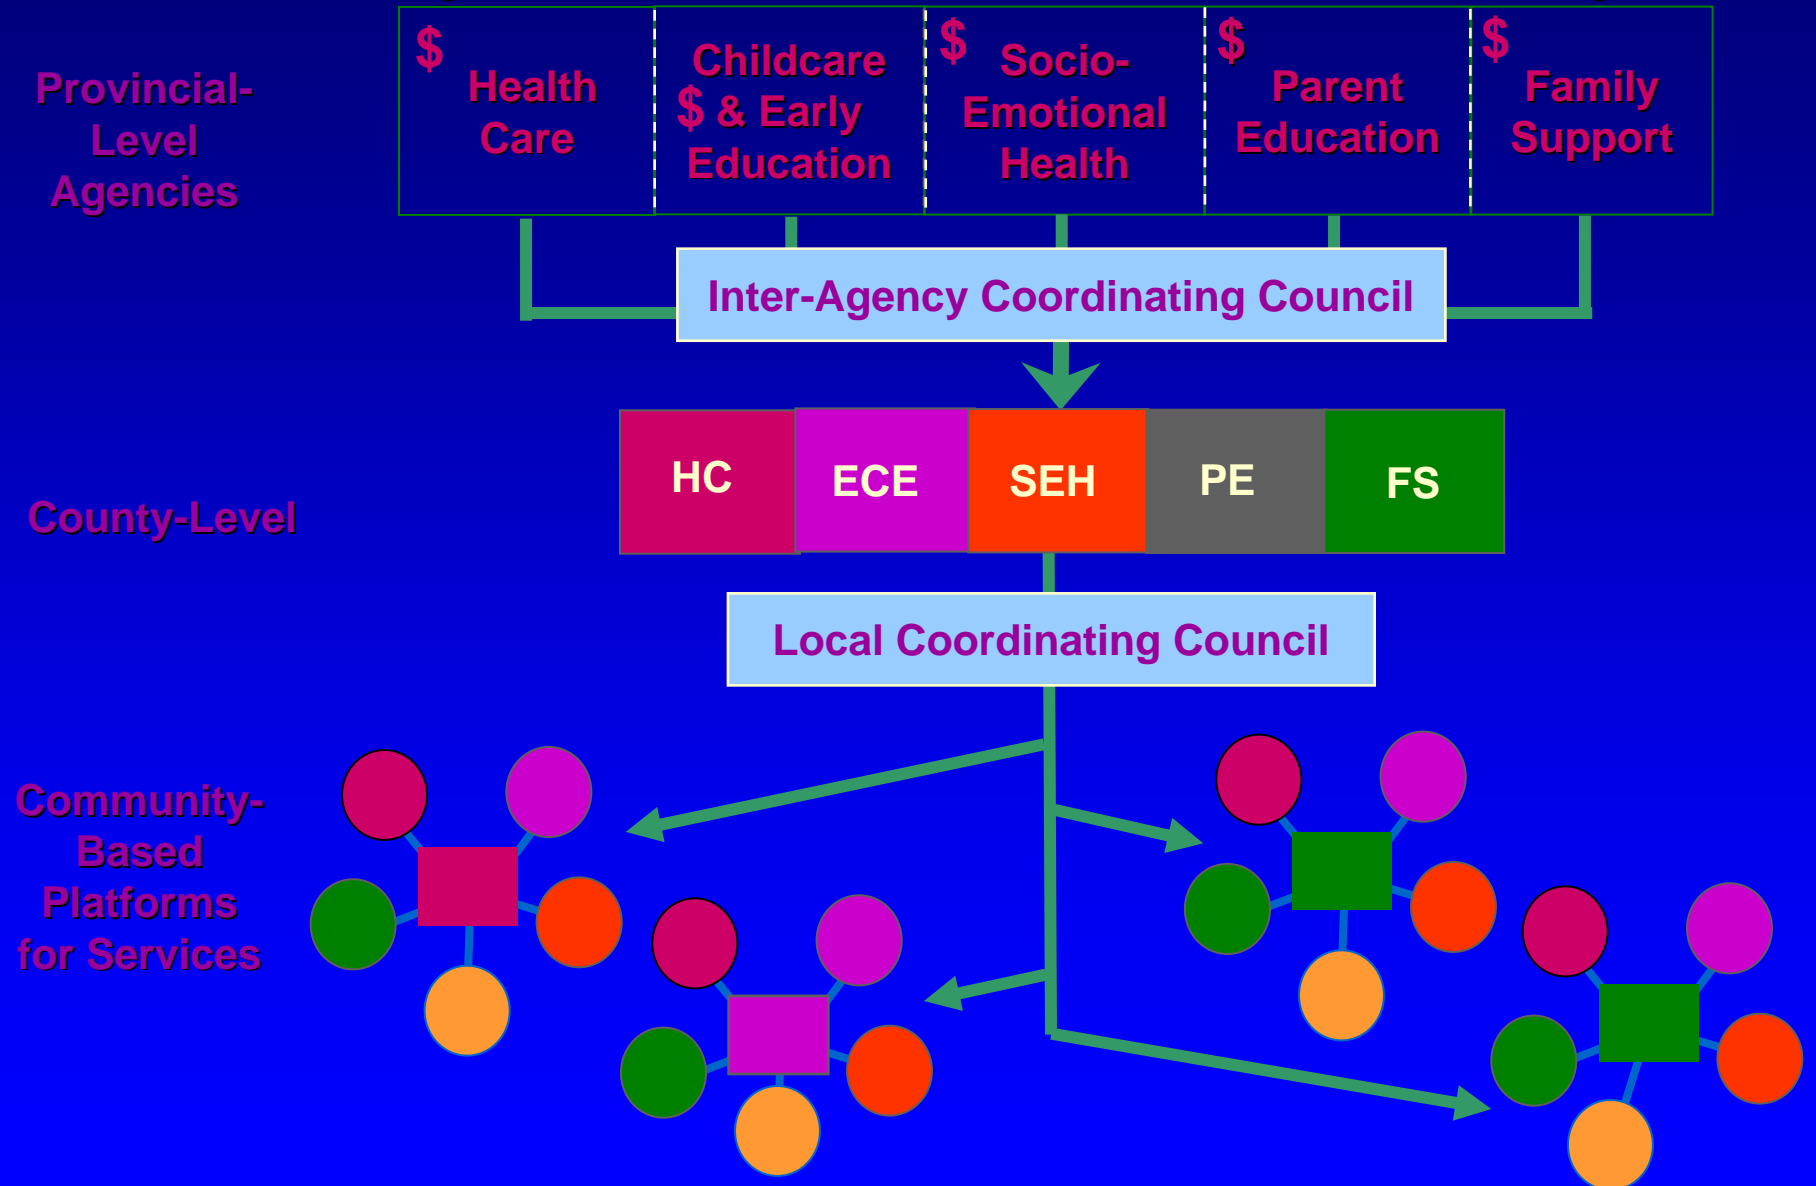 Provincial-
Level
Agencies
$
Health
Care
Childcare
$ & Early
Education
$
Socio-
Emotional
Health
$
Parent
Education
$
Family
Support
Inter-Agency Coordinating Council
County-Level
HC
ECE
SEH
PE
FS
Local Coordinating Council
Community-
Based
Platforms
for Services